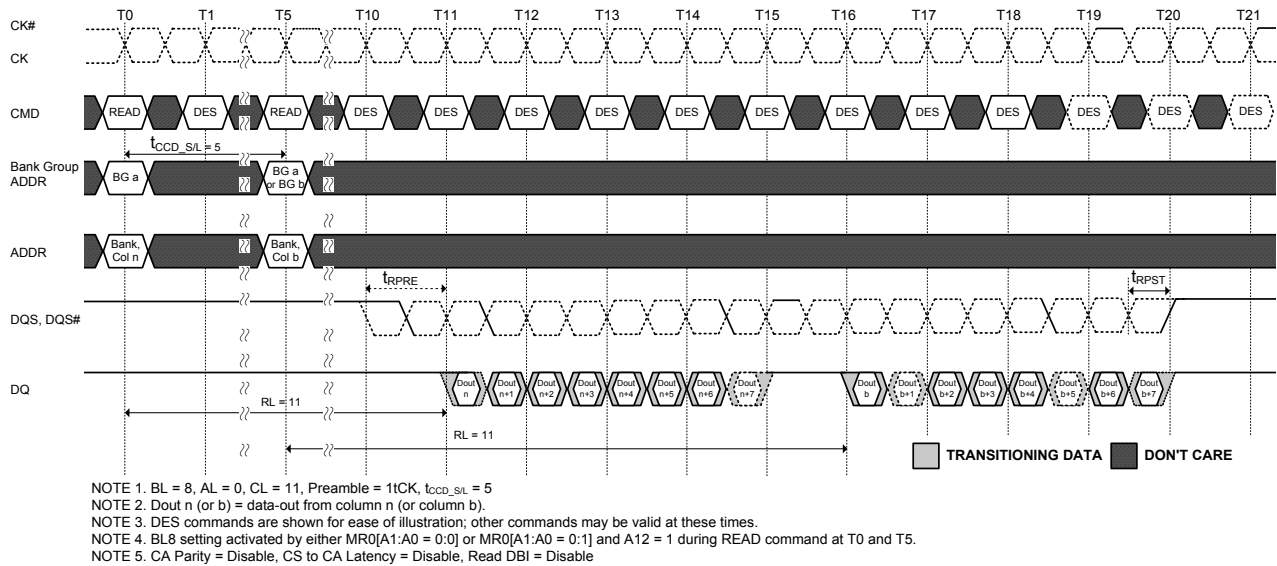 T0 T1 T5 T10 T11 T12 T13 T14 T15 T16 T17 T18 T19 T20 T21
CK#
CK
CMD
READ DES READ DES DES DES DES DES DES DES DES DES DES DES DES
tCCD_S/L = 5
Bank Group
ADDR
BG a
BG a
or BG b
ADDR
Bank,
Col n
Bank,
Col b
tRPRE
tRPST
DQS, DQS#
DQ
Dout
n
Dout
n+1
Dout
n+2
Dout
n+3
Dout
n+4
Dout
n+5
Dout
n+6
Dout
n+7
Dout
b
Dout
b+1
Dout
b+2
Dout
b+3
Dout
b+4
Dout
b+5
Dout
b+6
Dout
b+7
RL = 11
RL = 11
TRANSITIONING DATA
DON'T CARE
NOTE 1. BL = 8, AL = 0, CL = 11, Preamble = 1tCK, tCCD_S/L = 5
NOTE 2. Dout n (or b) = data-out from column n (or column b).
NOTE 3. DES commands are shown for ease of illustration; other commands may be valid at these times.
NOTE 4. BL8 setting activated by either MR0[A1:A0 = 0:0] or MR0[A1:A0 = 0:1] and A12 = 1 during READ command at T0 and T5.
NOTE 5. CA Parity = Disable, CS to CA Latency = Disable, Read DBI = Disable